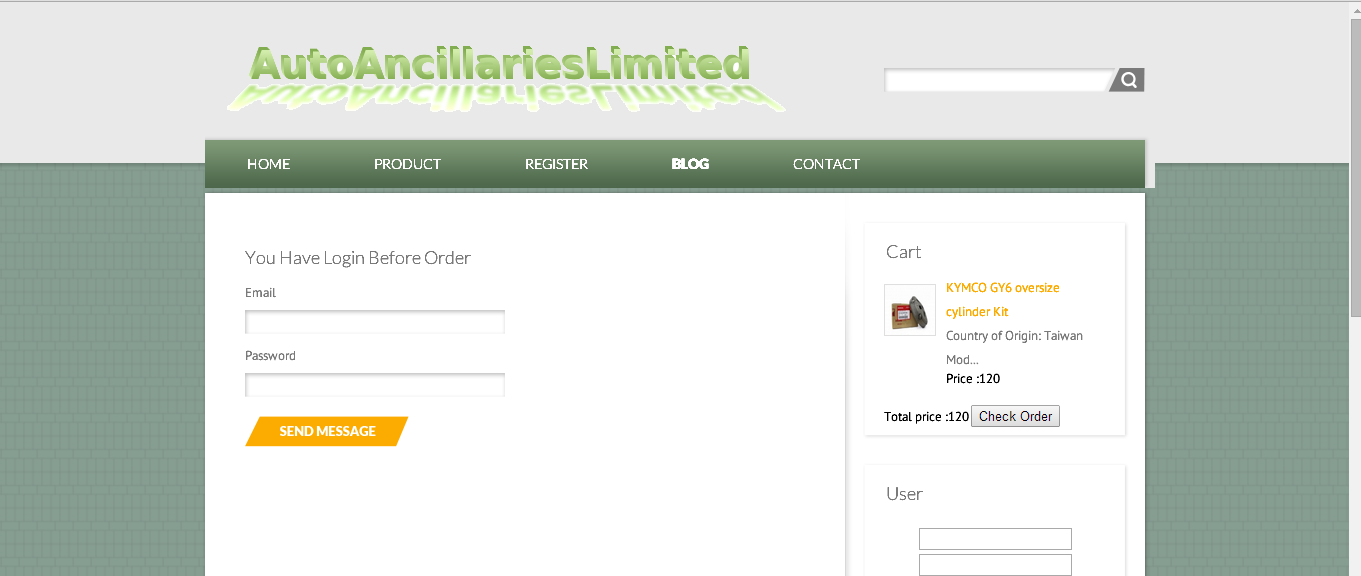 AutoAncillariesLimited
HOME PRODUCT REGISTER BLOG CONTACT
You Have Login Before Order
Email
Password
SEND MESSAGE
Cart
KYMCO GY6 oversize
cylinder Kit
Country of Origin: Taiwan
Mod...
Price :120
Total price :120 Check Order
User